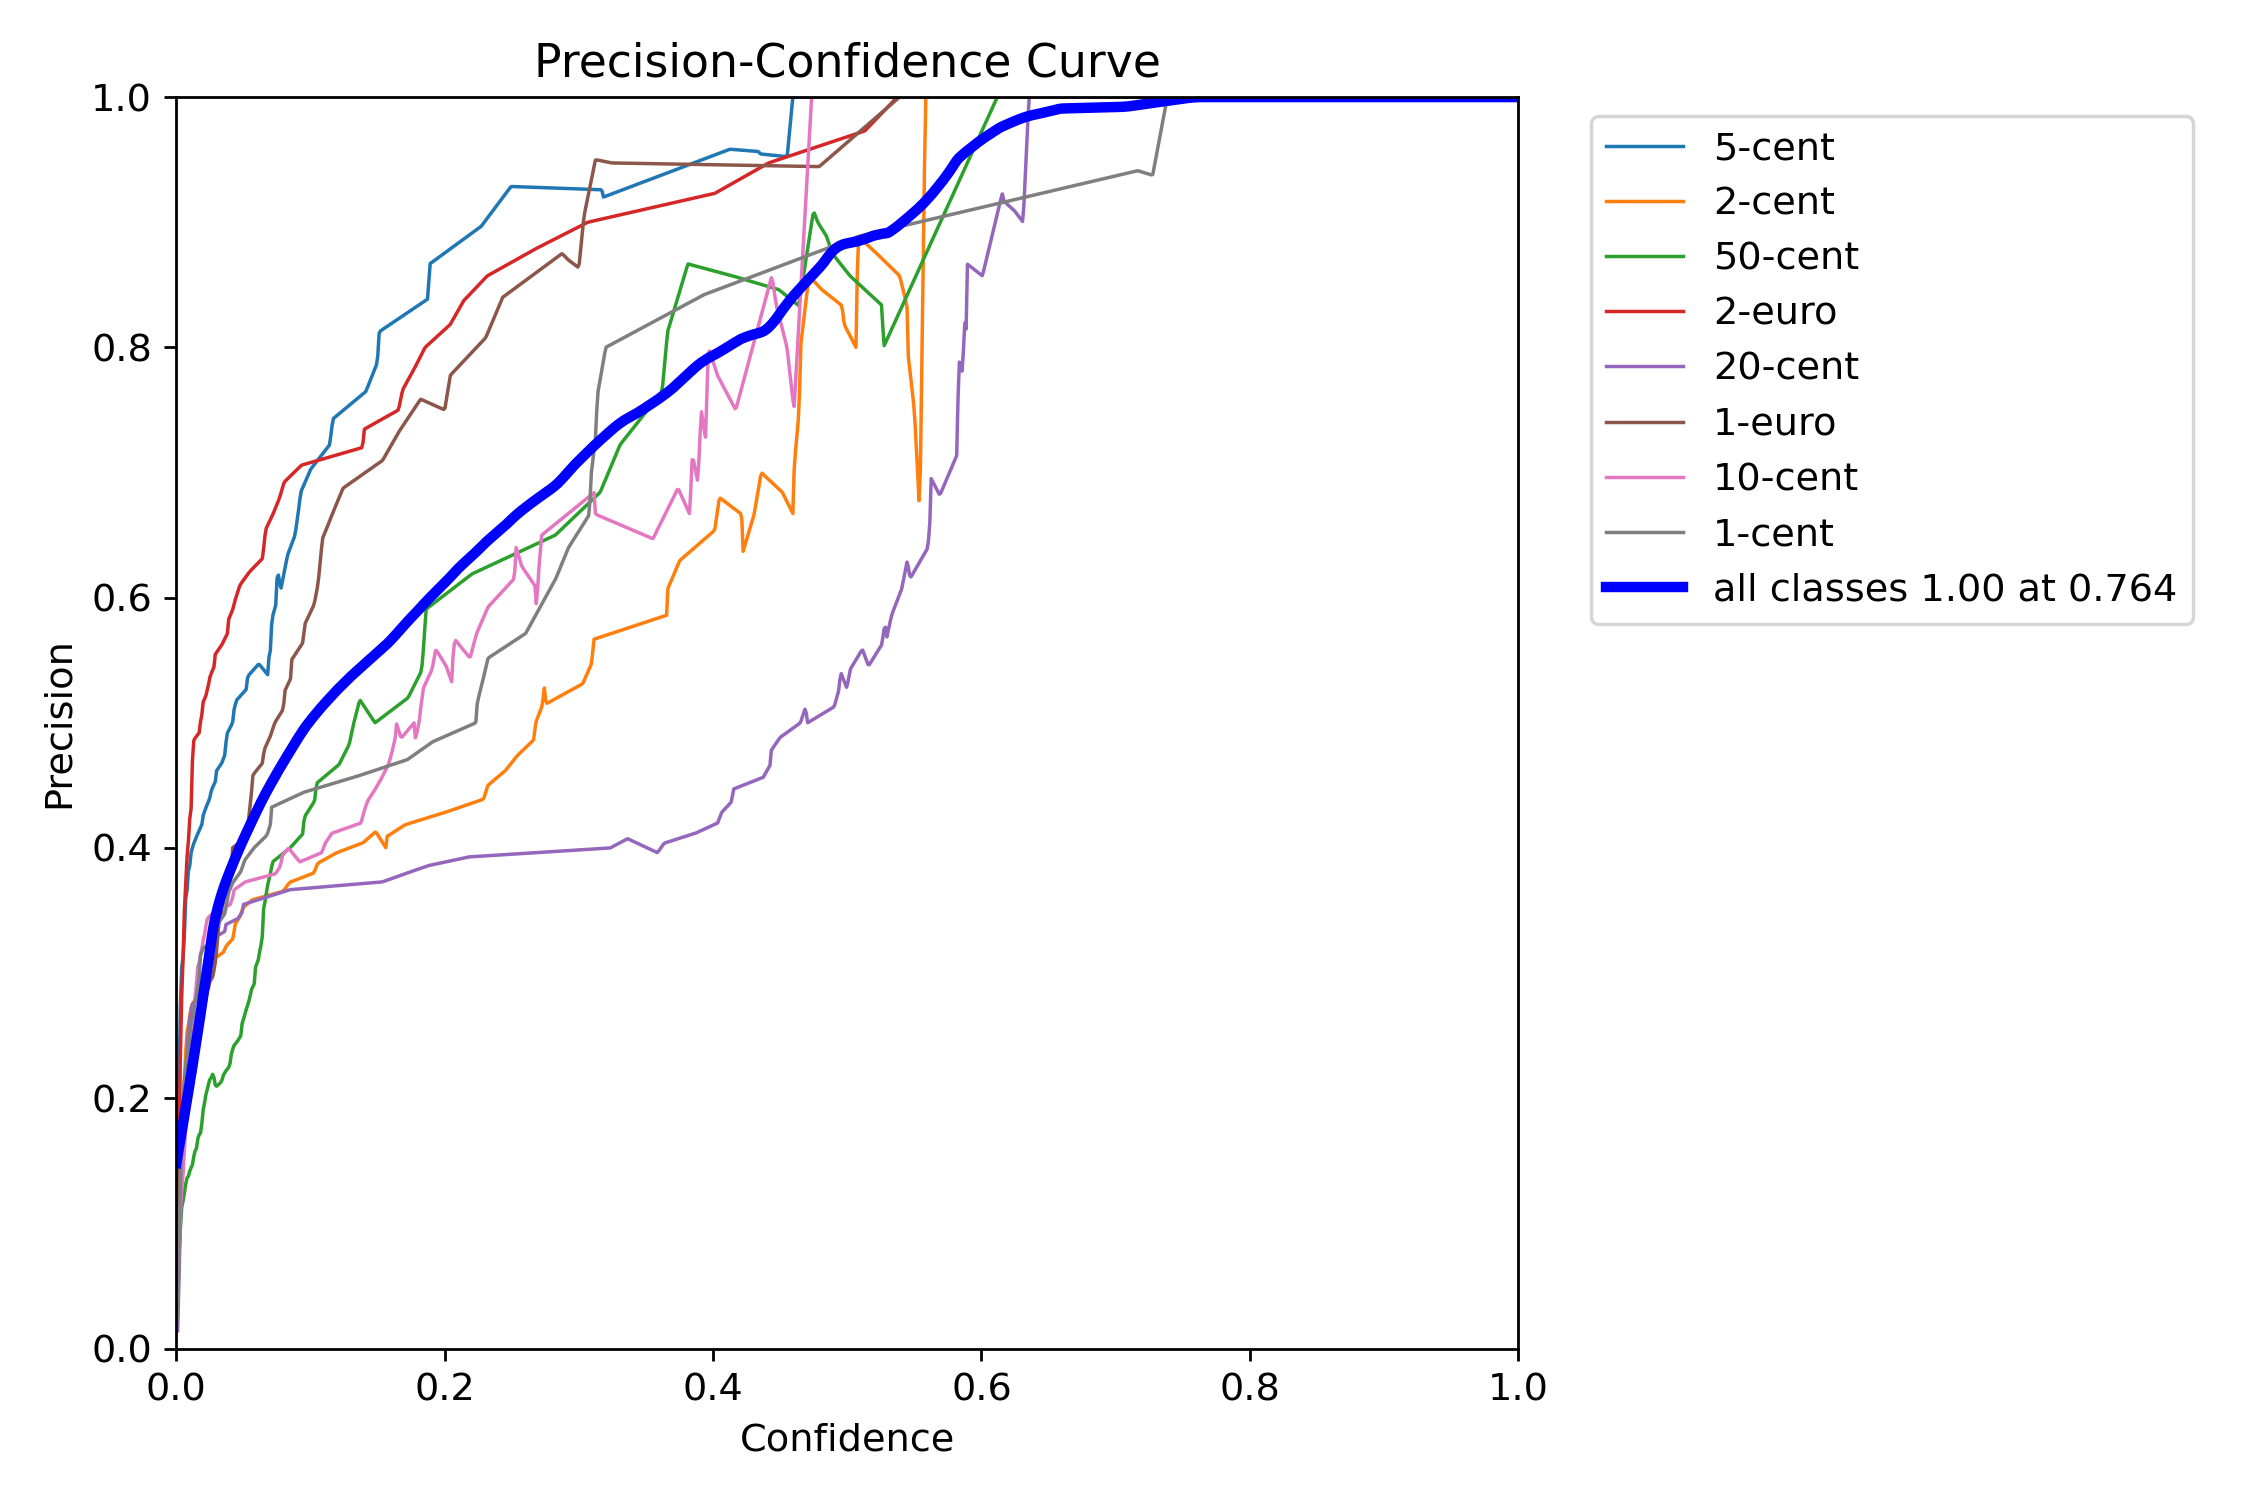 Precision-Confidence Curve
1.0
0.8
0.6
0.4
0.2
0.0
Precision
0.0 0.2 0.4 0.6 0.8 1.0
Confidence
5-cent
2-cent
50-cent
2-euro
20-cent
1-euro
10-cent
1-cent
all classes 1.00 at 0.764